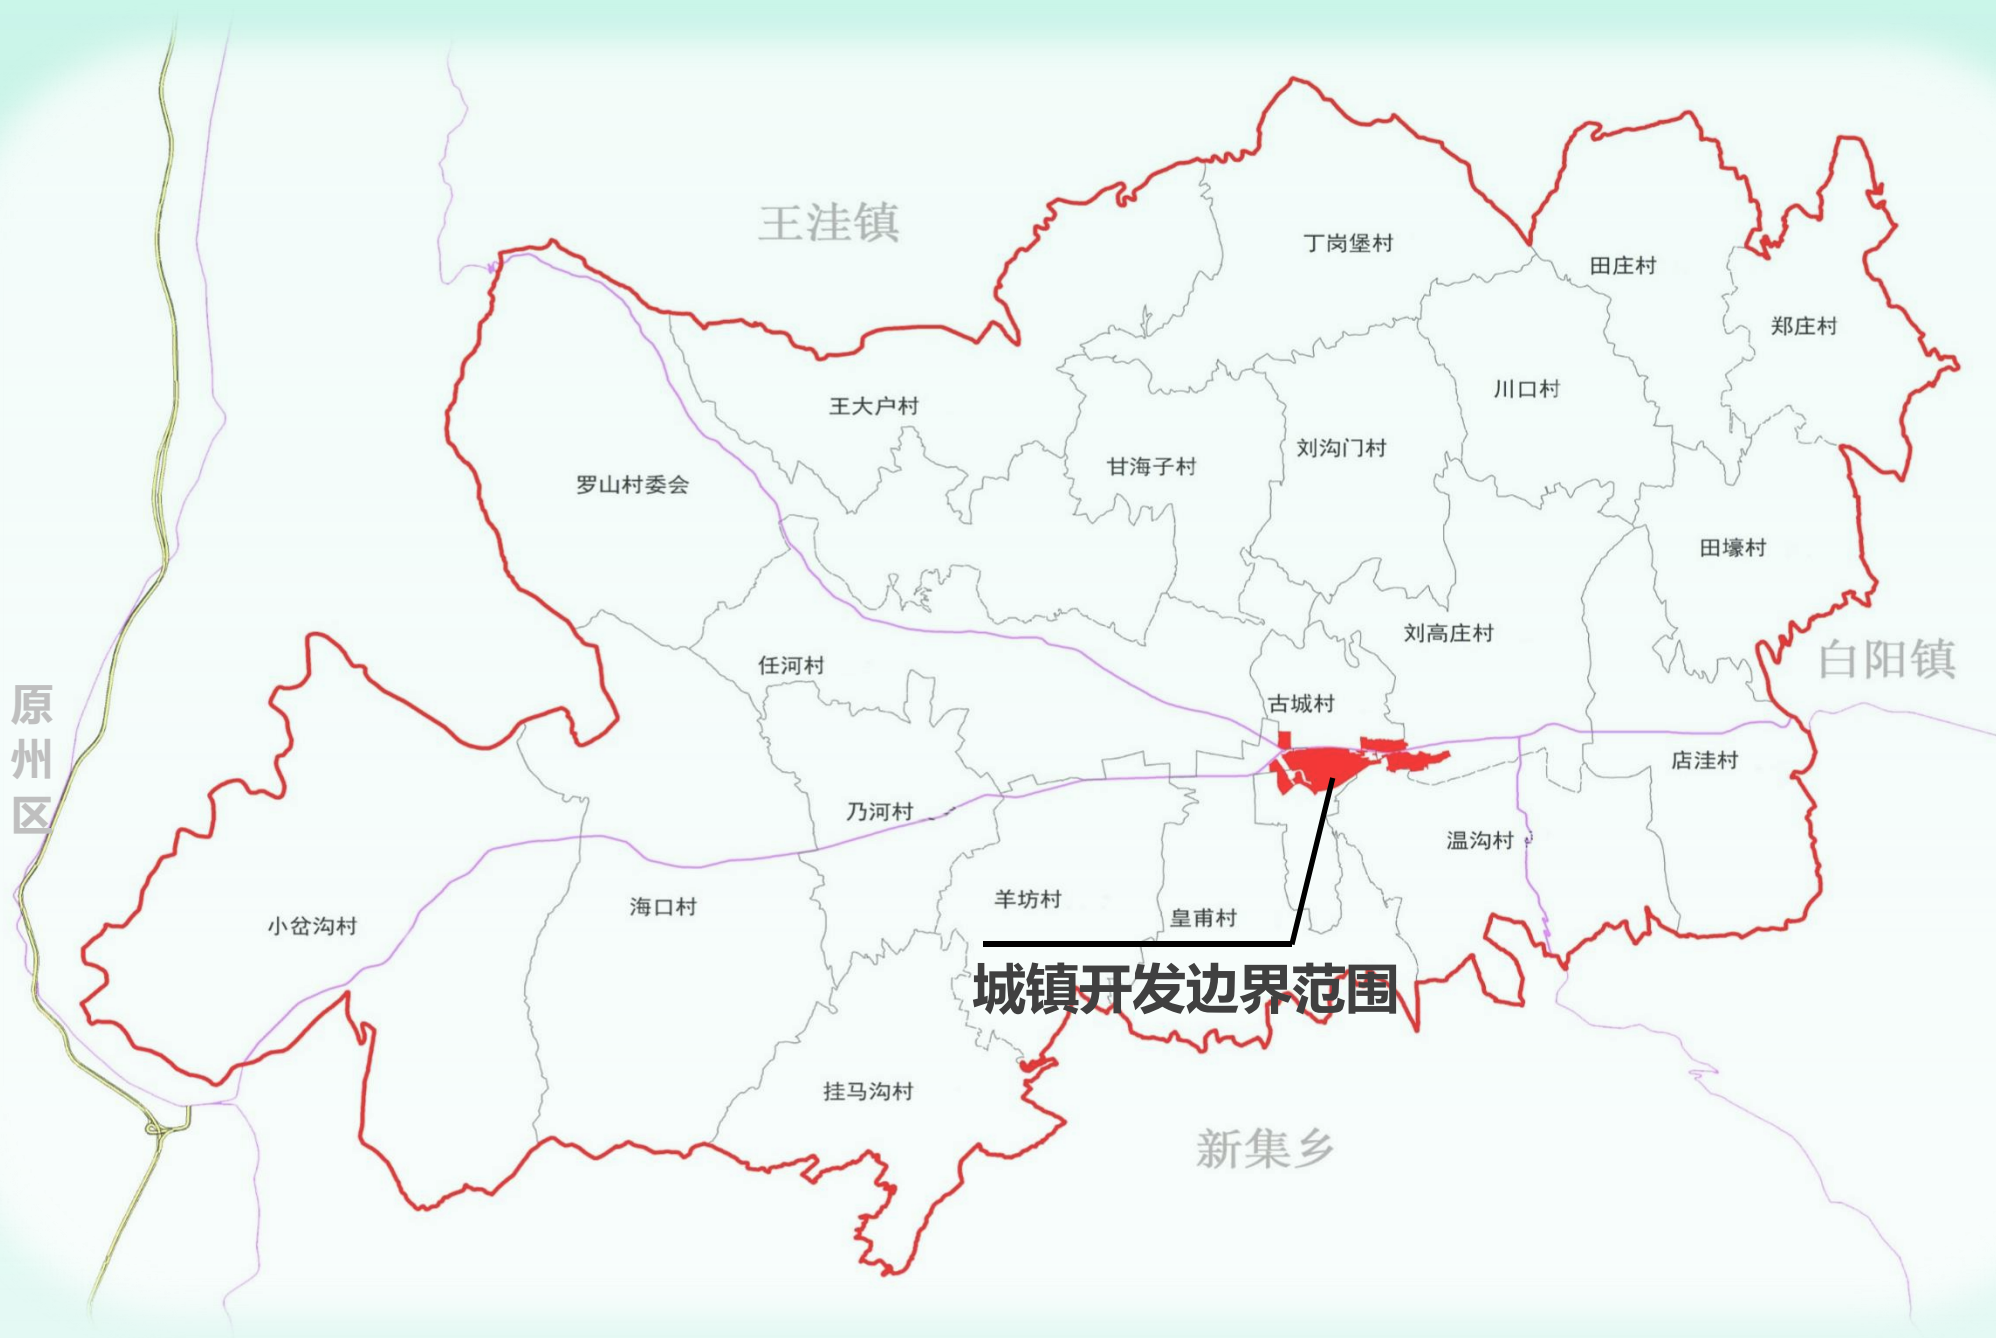 王洼镇
丁岗堡村
田庄村
郑庄村
川口村
王大户村
刘沟门村
甘海子村
罗山村委会
田壕村
刘高庄村
白阳镇
任河村
古城村
原州区
店洼村
乃河村
温沟村
羊坊村
海口村
皇甫村
小岔沟村
城镇开发边界范围
挂马沟村
新集乡